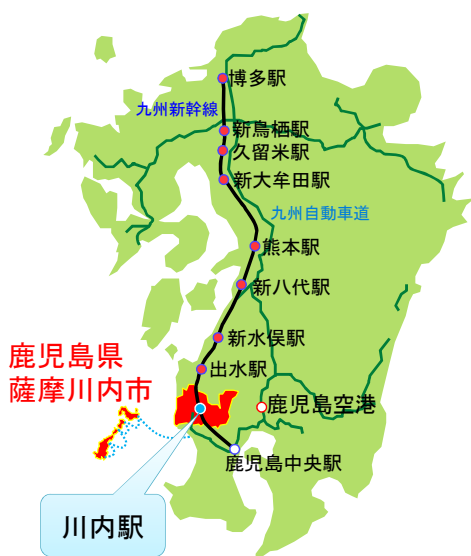 博多駅
九州新幹線
新鳥栖駅
久留米駅
新大牟田駅
九州自動車道
熊本駅
新八代駅
新水俣駅
鹿児島県
薩摩川内市
出水駅
鹿児島空港
鹿児島中央駅
川内駅